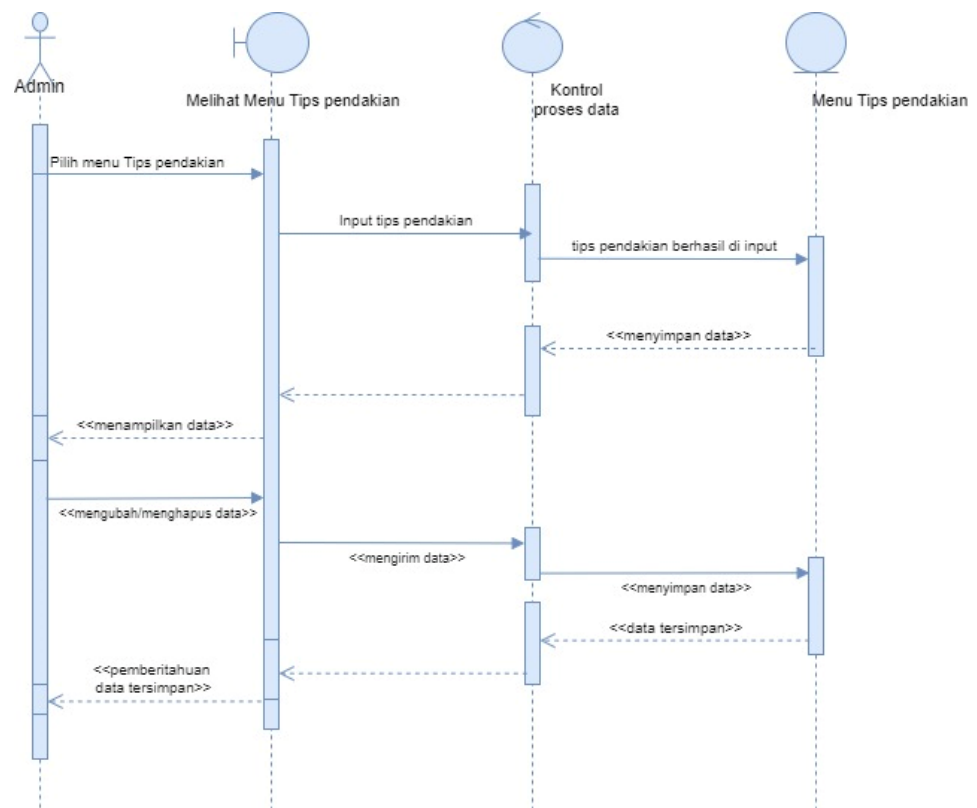 Admin
Melihat Menu Tips pendakian
Kontrol
proses data
Menu Tips pendakian
Pilih menu Tips pendakian
Input tips pendakian
tips pendakian berhasil di input
<<menyimpan data>>
<<menampilkan data>>
<<mengubah/menghapus data>>
<<mengirim data>>
<<menyimpan data>>
<<data tersimpan>>
<<pemberitahuan
data tersimpan>>